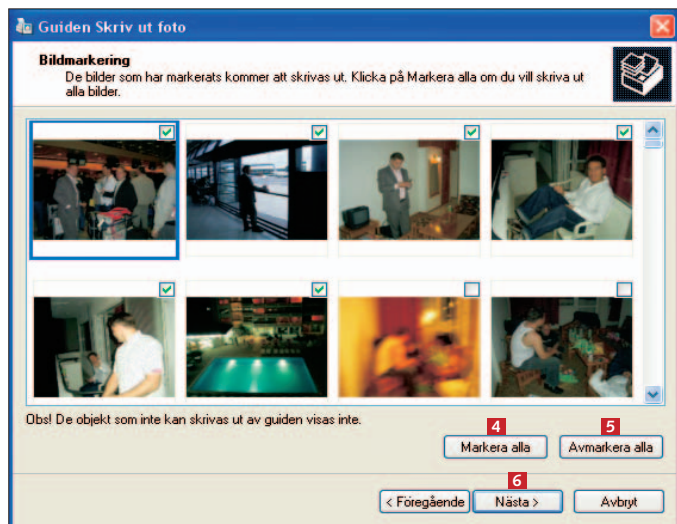 Guiden Skriv ut foto
Bildmarkering
De bilder som har markerats kommer att skrivas ut. Klicka på Markera alla om du vill skriva ut
alla bilder.
Obs! De objekt som inte kan skrivas ut av guiden visas inte.
4 5
Markera alla Avmarkera alla
6
< Föregående Nästa > Avbryt